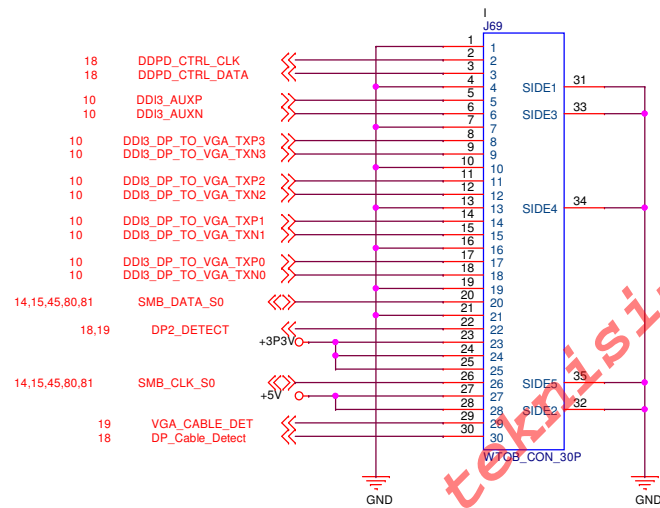 I
J69
1 1
18 DDPD_CTRL_CLK 2 2
18 DDPD_CTRL_DATA 3 3
4 4 SIDE1 31
10 DDI3_AUXP 5 5
10 DDI3_AUXN 6 6 SIDE3 33
7 7
10 DDI3_DP_TO_VGA_TXP3 8 8
10 DDI3_DP_TO_VGA_TXN3 9 9
10 10
10 DDI3_DP_TO_VGA_TXP2 11 11
10 DDI3_DP_TO_VGA_TXN2 12 12
13 13 SIDE4 34
10 DDI3_DP_TO_VGA_TXP1 14 14
10 DDI3_DP_TO_VGA_TXN1 15 15
16 16
10 DDI3_DP_TO_VGA_TXP0 17 17
10 DDI3_DP_TO_VGA_TXN0 18 18
19 19
14,15,45,80,81 SMB_DATA_S0 20 20
21 21
18,19 DP2_DETECT 22 22
+3P3V 23 23
24 24
25 25
14,15,45,80,81 SMB_CLK_S0 26 26 SIDE5 35
+5V 27 27
28 28 SIDE2 32
19 VGA_CABLE_DET 29 29
18 DP_Cable_Detect 30 30
WTOB_CON_30P
GND GND
teknisi